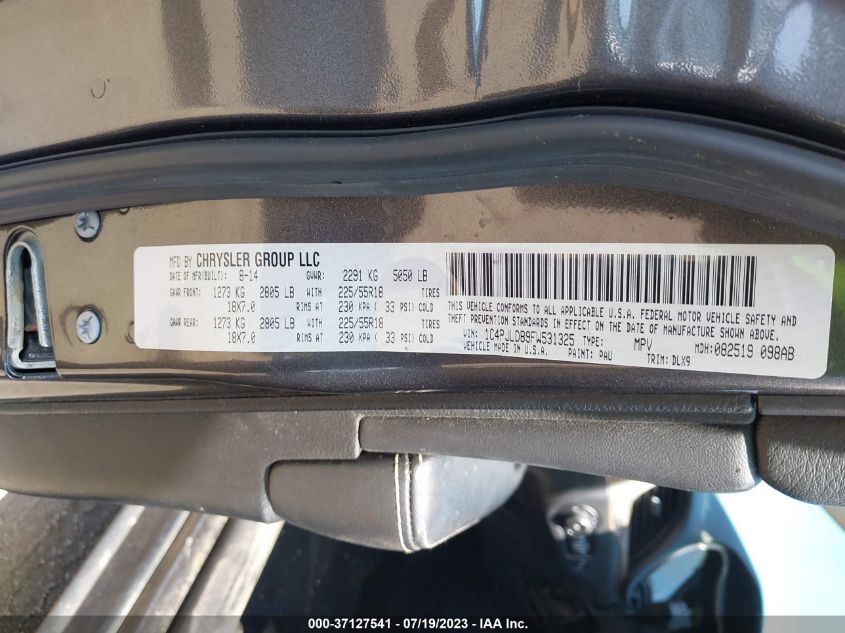 MFD BY CHRYSLER GROUP LLC
DATE OF MFR(BUILT): 8-14 GVWR: 2291 KG 5050 LB
GAWR FRONT: 1273 KG 2805 LB WITH 225/55R18 TIRES
18X7.0 RIMS AT 230 KPA ( 33 PSI) COLD
GAWR REAR: 1273 KG 2805 LB WITH 225/55R18 TIRES
18X7.0 RIMS AT 230 KPA ( 33 PSI) COLD
THIS VEHICLE CONFORMS TO ALL APPLICABLE U.S.A. FEDERAL MOTOR VEHICLE SAFETY AND
THEFT PREVENTION STANDARDS IN EFFECT ON THE DATE OF MANUFACTURE SHOWN ABOVE.
VIN: 1C4PJLDB9FW531325 TYPE: MPV MDH: 082519 098AB
VEHICLE MADE IN U.S.A. PAINT: PAU TRIM: DLX9
000-37127541 / 07/19/2023 - IAA Inc.